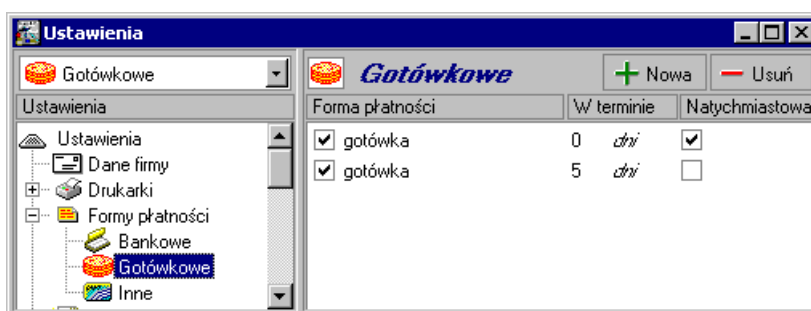 Ustawienia
Gotówkowe
Gotówkowe
Nowa
Usuń
Ustawienia
Forma płatności
W terminie
Natychmiastowa
Ustawienia
Dane firmy
Drukarki
Formy płatności
Bankowe
Gotówkowe
Inne
gotówka 0 dni
gotówka 5 dni